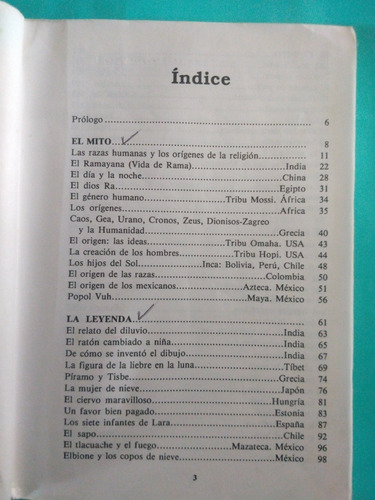 Índice
Prólogo 6
EL MITO 8
Las razas humanas y los orígenes de la religión 11
El Ramayana (Vida de Rama) India 22
El día y la noche China 28
El dios Ra Egipto 31
El género humano Tribu Mossi. África 34
Los orígenes Africa 35
Caos, Gea, Urano, Cronos, Zeus, Dionisos-Zagreo
y la Humanidad Grecia 40
El origen: las ideas Tribu Omaha. USA 43
La creación de los hombres Tribu Hopi. USA 44
Los hijos del Sol Inca: Bolivia, Perú, Chile 48
El origen de las razas Colombia 50
El origen de los mexicanos Azteca. México 51
Popol Vuh Maya. México 56
LA LEYENDA 61
El relato del diluvio India 63
El ratón cambiado a niña India 65
De cómo se inventó el dibujo India 67
La figura de la liebre en la luna Tíbet 69
Píramo y Tisbe Grecia 74
La mujer de nieve Japón 76
El ciervo maravilloso Hungría 81
Un favor bien pagado Estonia 83
Los siete infantes de Lara España 87
El sapo Chile 92
El tlacuache y el fuego Mazateca. México 96
Elbione y los copos de nieve México 98
3